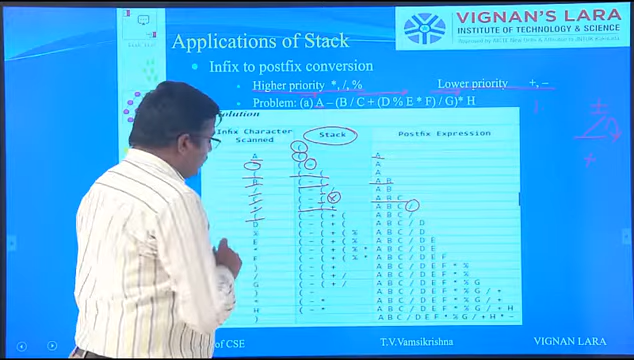 VIGNAN'S LARA
INSTITUTE OF TECHNOLOGY & SCIENCE
Applications of Stack
Infix to postfix conversion
Higher priority *, /, % Lower priority +, –
Problem: (a) A – (B / C + (D % E * F) / G)* H
Solution
Infix Character Scanned Stack Postfix Expression
(
A ( A
– ( – A
( ( – ( A
B ( – ( A B
/ ( – ( / A B
C ( – ( / A B C
+ ( – ( + A B C /
( ( – ( + ( A B C /
D ( – ( + ( A B C / D
% ( – ( + ( % A B C / D
E ( – ( + ( % A B C / D E
* ( – ( + ( % * A B C / D E
F ( – ( + ( % * A B C / D E F
) ( – ( + A B C / D E F * %
/ ( – ( + / A B C / D E F * %
G ( – ( + / A B C / D E F * % G
) ( – A B C / D E F * % G / +
* ( – * A B C / D E F * % G / +
H ( – * A B C / D E F * % G / + H
) A B C / D E F * % G / + H * –
of CSE T.V.Vamsikrishna VIGNAN LARA